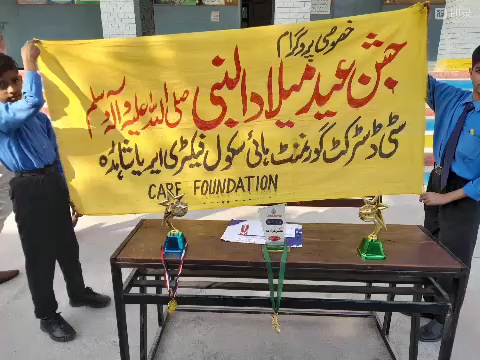 خصوصی پروگرام
جشن عید میلاد النبی صلی اللہ علیہ وآلہ وسلم
سٹی ڈسٹرکٹ گورنمنٹ ہائی سکول فیکٹری ایریا شاہدرہ
CARE FOUNDATION